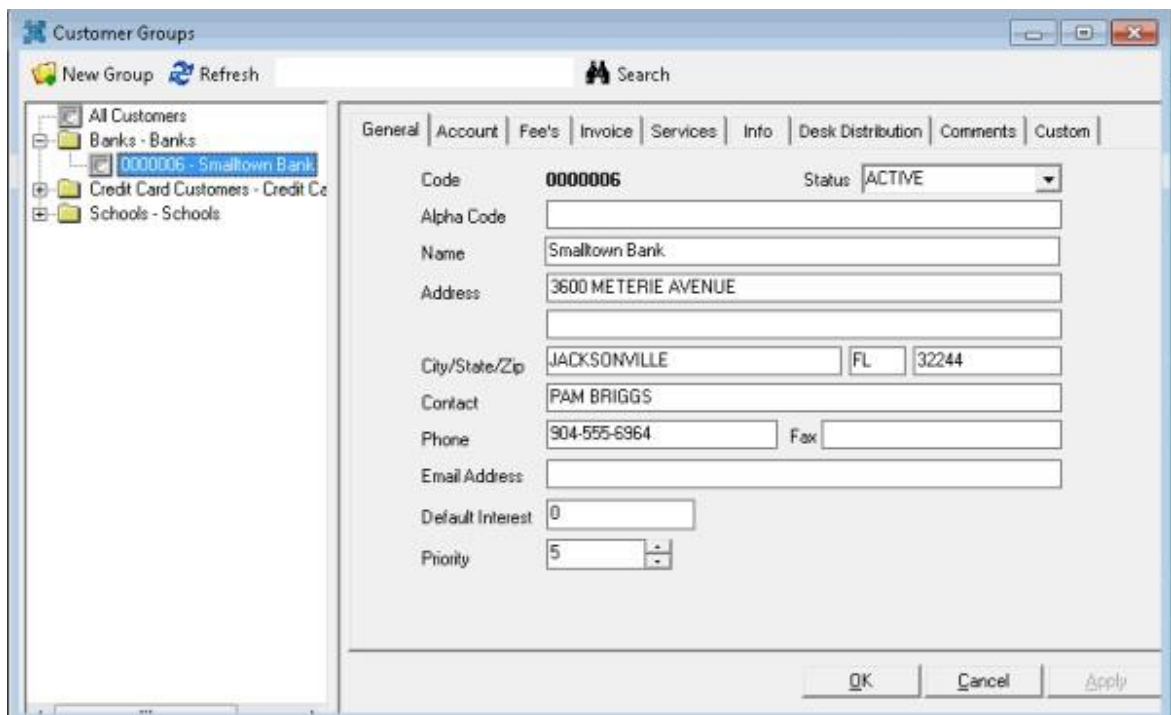 Customer Groups
New Group Refresh Search
All Customers
Banks - Banks
0000006 - Smalltown Bank
Credit Card Customers - Credit Ca
Schools - Schools
General Account Fee's Invoice Services Info Desk Distribution Comments Custom
Code 0000006 Status ACTIVE
Alpha Code
Name Smalltown Bank
Address 3600 METERIE AVENUE
City/State/Zip JACKSONVILLE FL 32244
Contact PAM BRIGGS
Phone 904-555-6964 Fax
Email Address
Default Interest 0
Priority 5
OK Cancel Apply